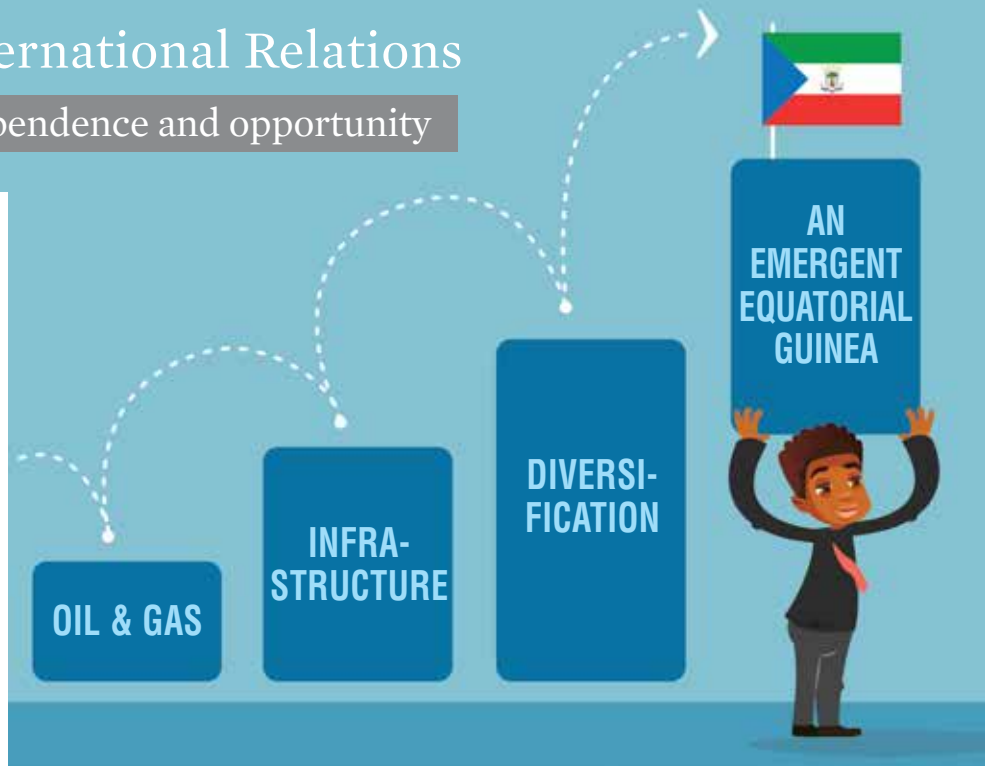 ernational Relations
pendence and opportunity
OIL & GAS
INFRA-
STRUCTURE
DIVERSI-
FICATION
AN
EMERGENT
EQUATORIAL
GUINEA